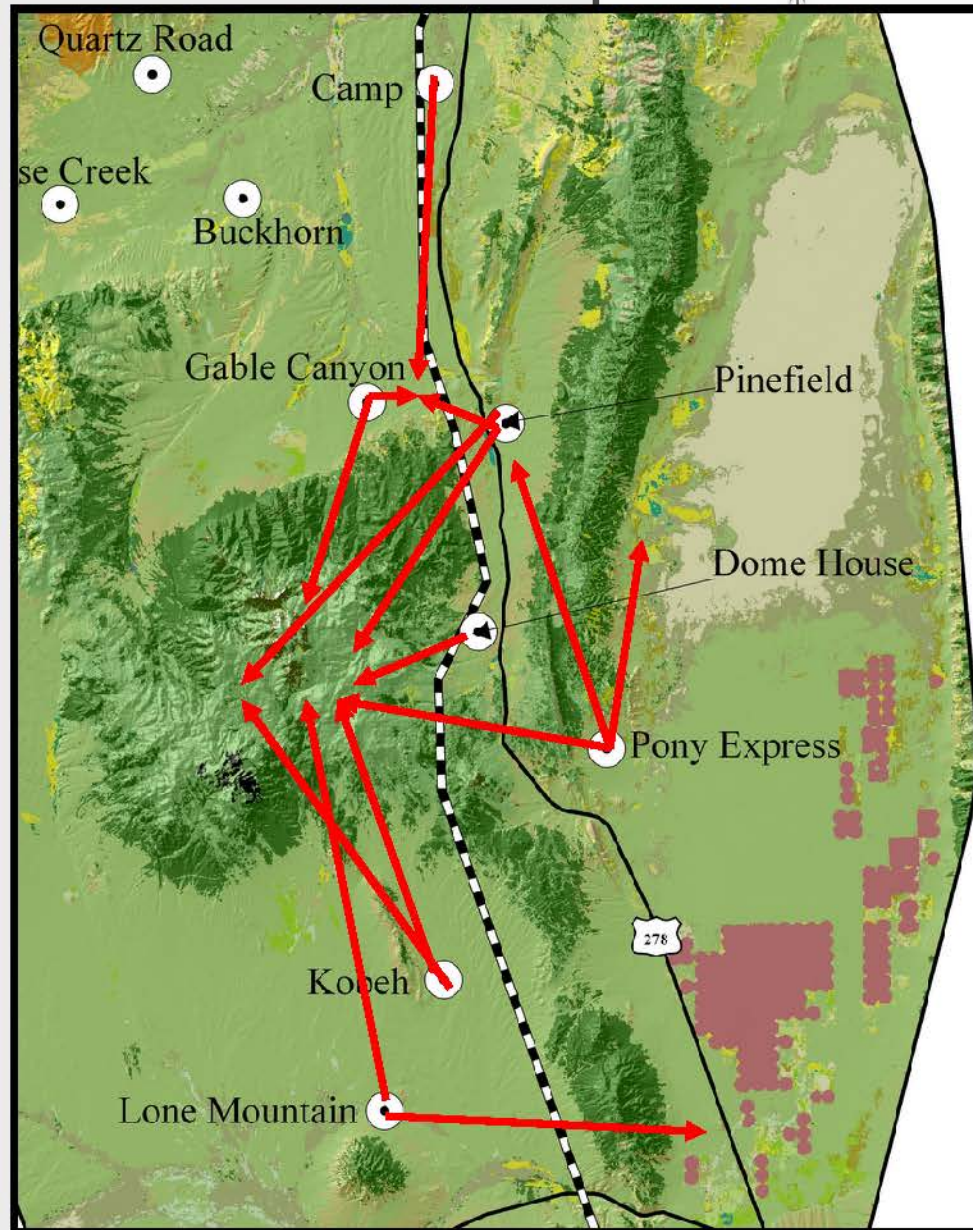 Quartz Road
Camp
se Creek
Buckhorn
Gable Canyon
Pinefield
Dome House
Pony Express
278
Kobeh
Lone Mountain